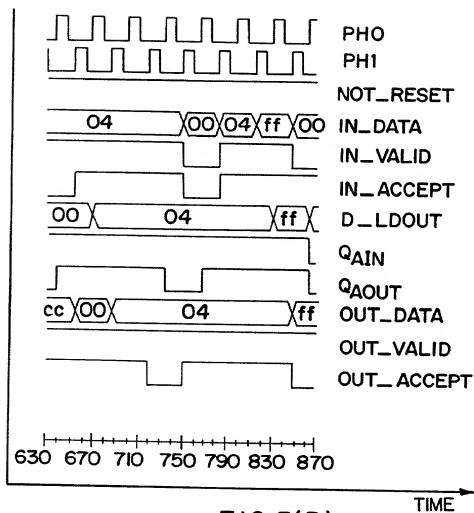 PH0
PH1
NOT_RESET
04 00 04 ff 00 IN_DATA
IN_VALID
IN_ACCEPT
00 04 ff D_LDOUT
QAIN
QAOUT
cc 00 04 ff OUT_DATA
OUT_VALID
OUT_ACCEPT
630 670 710 750 790 830 870
TIME